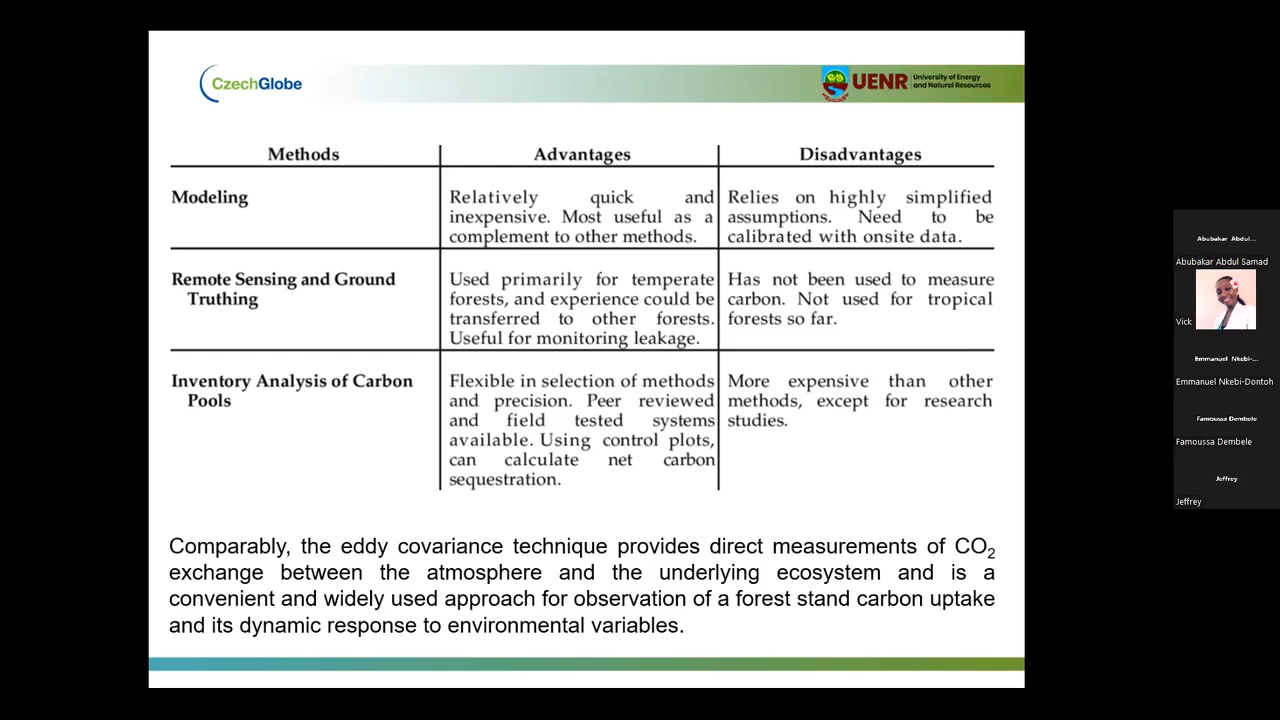 CzechGlobe
UENR University of Energy
and Natural Resources
Methods Advantages Disadvantages
Modeling
Relatively quick and
inexpensive. Most useful as a
complement to other methods.
Relies on highly simplified
assumptions. Need to be
calibrated with onsite data.
Remote Sensing and Ground
Truthing
Used primarily for temperate
forests, and experience could be
transferred to other forests.
Useful for monitoring leakage.
Has not been used to measure
carbon. Not used for tropical
forests so far.
Inventory Analysis of Carbon
Pools
Flexible in selection of methods
and precision. Peer reviewed
and field tested systems
available. Using control plots,
can calculate net carbon
sequestration.
More expensive than other
methods, except for research
studies.
Comparably, the eddy covariance technique provides direct measurements of CO₂
exchange between the atmosphere and the underlying ecosystem and is a
convenient and widely used approach for observation of a forest stand carbon uptake
and its dynamic response to environmental variables.
Abubakar Abdul...
Abubakar Abdul Samad
Vick
Emmanuel Nkebi-...
Emmanuel Nkebi-Dontoh
Famoussa Dembele
Famoussa Dembele
Jeffrey
Jeffrey